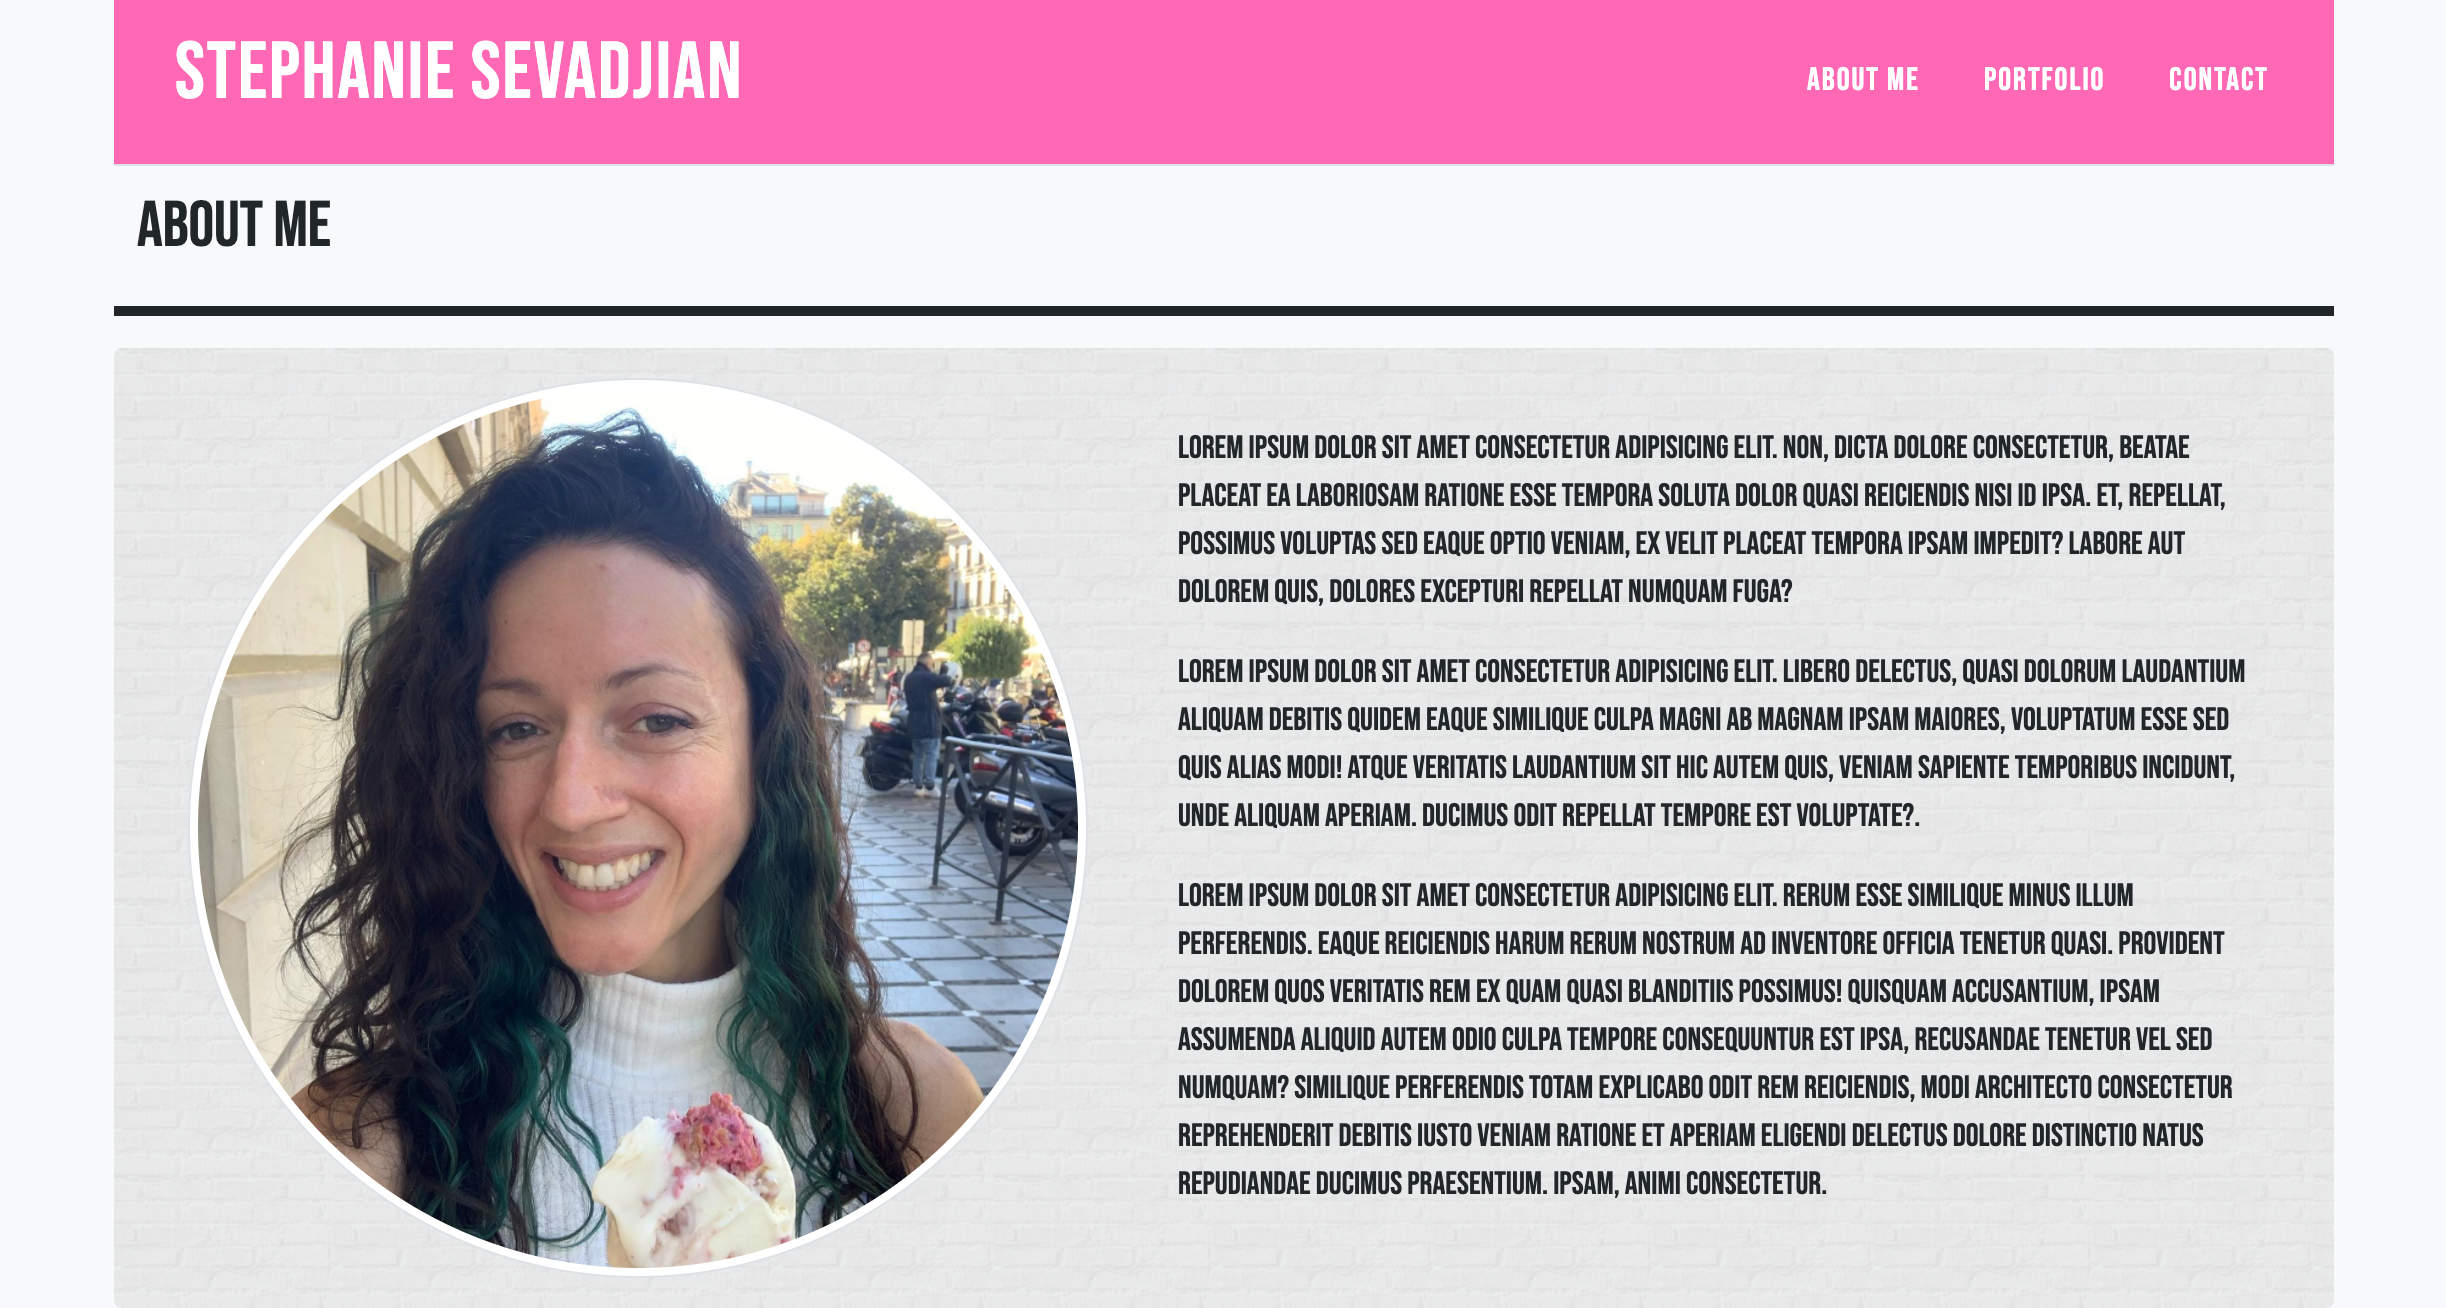 STEPHANIE SEVADJIAN
ABOUT ME
PORTFOLIO
CONTACT
ABOUT ME
LOREM IPSUM DOLOR SIT AMET CONSECTETUR ADIPISICING ELIT. NON, DICTA DOLORE CONSECTETUR, BEATAE
PLACEAT EA LABORIOSAM RATIONE ESSE TEMPORA SOLUTA DOLOR QUASI REICIENDIS NISI ID IPSA. ET, REPELLAT,
POSSIMUS VOLUPTAS SED EAQUE OPTIO VENIAM, EX VELIT PLACEAT TEMPORA IPSAM IMPEDIT? LABORE AUT
DOLOREM QUIS, DOLORES EXCEPTURI REPELLAT NUMQUAM FUGA?
LOREM IPSUM DOLOR SIT AMET CONSECTETUR ADIPISICING ELIT. LIBERO DELECTUS, QUASI DOLORUM LAUDANTIUM
ALIQUAM DEBITIS QUIDEM EAQUE SIMILIQUE CULPA MAGNI AB MAGNAM IPSAM MAIORES, VOLUPTATUM ESSE SED
QUIS ALIAS MODI! ATQUE VERITATIS LAUDANTIUM SIT HIC AUTEM QUIS, VENIAM SAPIENTE TEMPORIBUS INCIDUNT,
UNDE ALIQUAM APERIAM. DUCIMUS ODIT REPELLAT TEMPORE EST VOLUPTATE?.
LOREM IPSUM DOLOR SIT AMET CONSECTETUR ADIPISICING ELIT. RERUM ESSE SIMILIQUE MINUS ILLUM
PERFERENDIS. EAQUE REICIENDIS HARUM RERUM NOSTRUM AD INVENTORE OFFICIA TENETUR QUASI. PROVIDENT
DOLOREM QUOS VERITATIS REM EX QUAM QUASI BLANDITIIS POSSIMUS! QUISQUAM ACCUSANTIUM, IPSAM
ASSUMENDA ALIQUID AUTEM ODIO CULPA TEMPORE CONSEQUUNTUR EST IPSA, RECUSANDAE TENETUR VEL SED
NUMQUAM? SIMILIQUE PERFERENDIS TOTAM EXPLICABO ODIT REM REICIENDIS, MODI ARCHITECTO CONSECTETUR
REPREHENDERIT DEBITIS IUSTO VENIAM RATIONE ET APERIAM ELIGENDI DELECTUS DOLORE DISTINCTIO NATUS
REPUDIANDAE DUCIMUS PRAESENTIUM. IPSAM, ANIMI CONSECTETUR.